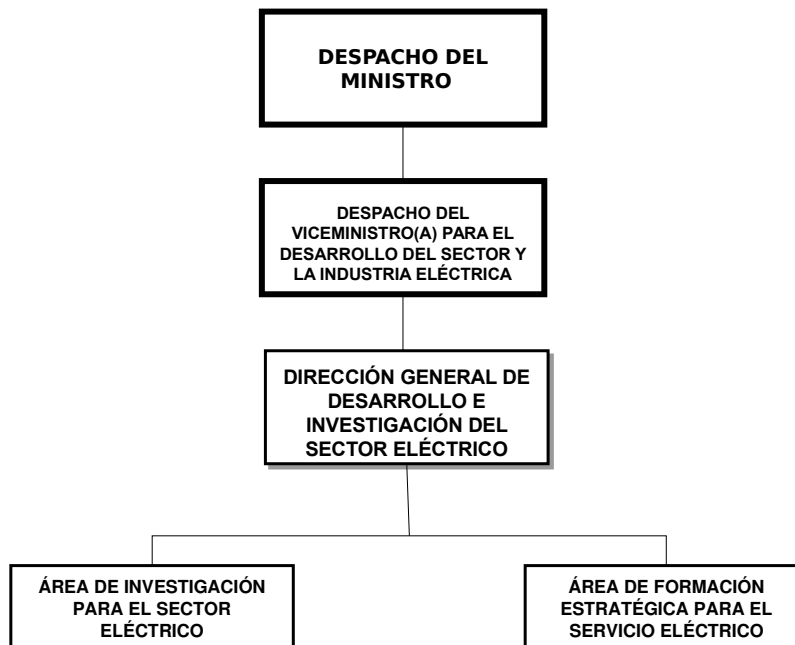 DESPACHO DEL
MINISTRO
DESPACHO DEL
VICEMINISTRO(A) PARA EL
DESARROLLO DEL SECTOR Y
LA INDUSTRIA ELÉCTRICA
DIRECCIÓN GENERAL DE
DESARROLLO E
INVESTIGACIÓN DEL
SECTOR ELÉCTRICO
ÁREA DE INVESTIGACIÓN
PARA EL SECTOR
ELÉCTRICO
ÁREA DE FORMACIÓN
ESTRATÉGICA PARA EL
SERVICIO ELÉCTRICO